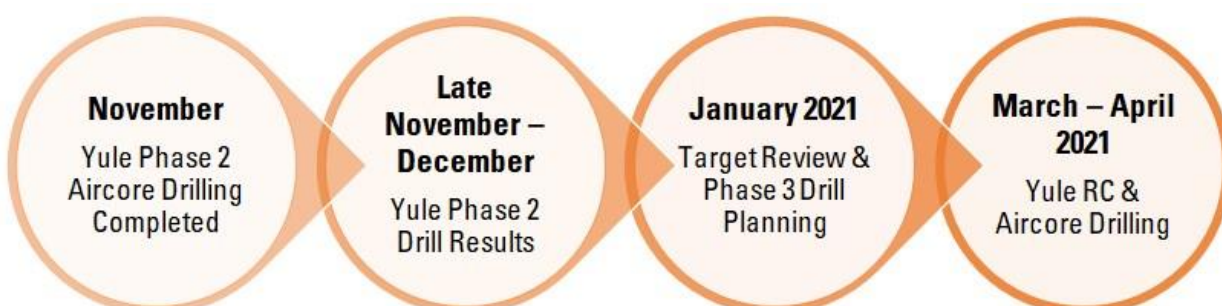 November
Yule Phase 2
Aircore Drilling
Completed
Late
November –
December
Yule Phase 2
Drill Results
January 2021
Target Review &
Phase 3 Drill
Planning
March – April
2021
Yule RC &
Aircore Drilling